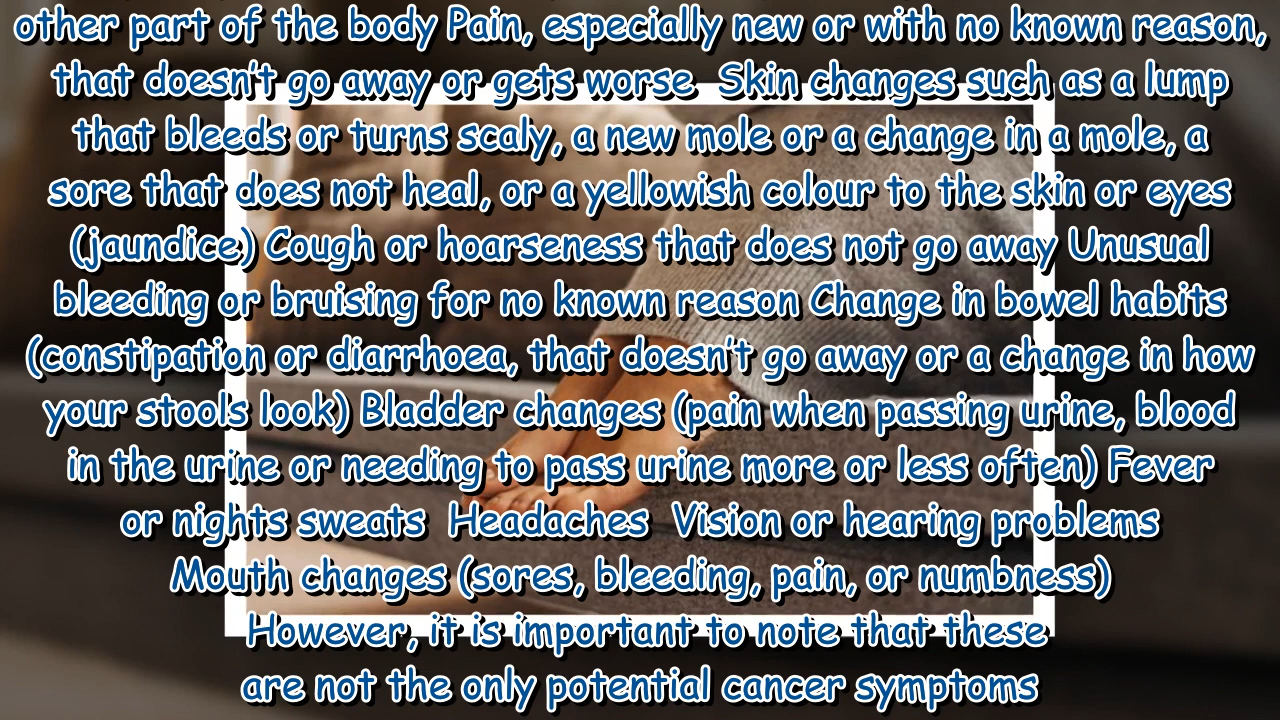 other part of the body Pain, especially new or with no known reason,
that doesn't go away or gets worse  Skin changes such as a lump
that bleeds or turns scaly, a new mole or a change in a mole, a
sore that does not heal, or a yellowish colour to the skin or eyes
(jaundice) Cough or hoarseness that does not go away Unusual
bleeding or bruising for no known reason Change in bowel habits
(constipation or diarrhoea, that doesn't go away or a change in how
your stools look) Bladder changes (pain when passing urine, blood
in the urine or needing to pass urine more or less often) Fever
or nights sweats  Headaches  Vision or hearing problems
Mouth changes (sores, bleeding, pain, or numbness)
However, it is important to note that these
are not the only potential cancer symptoms